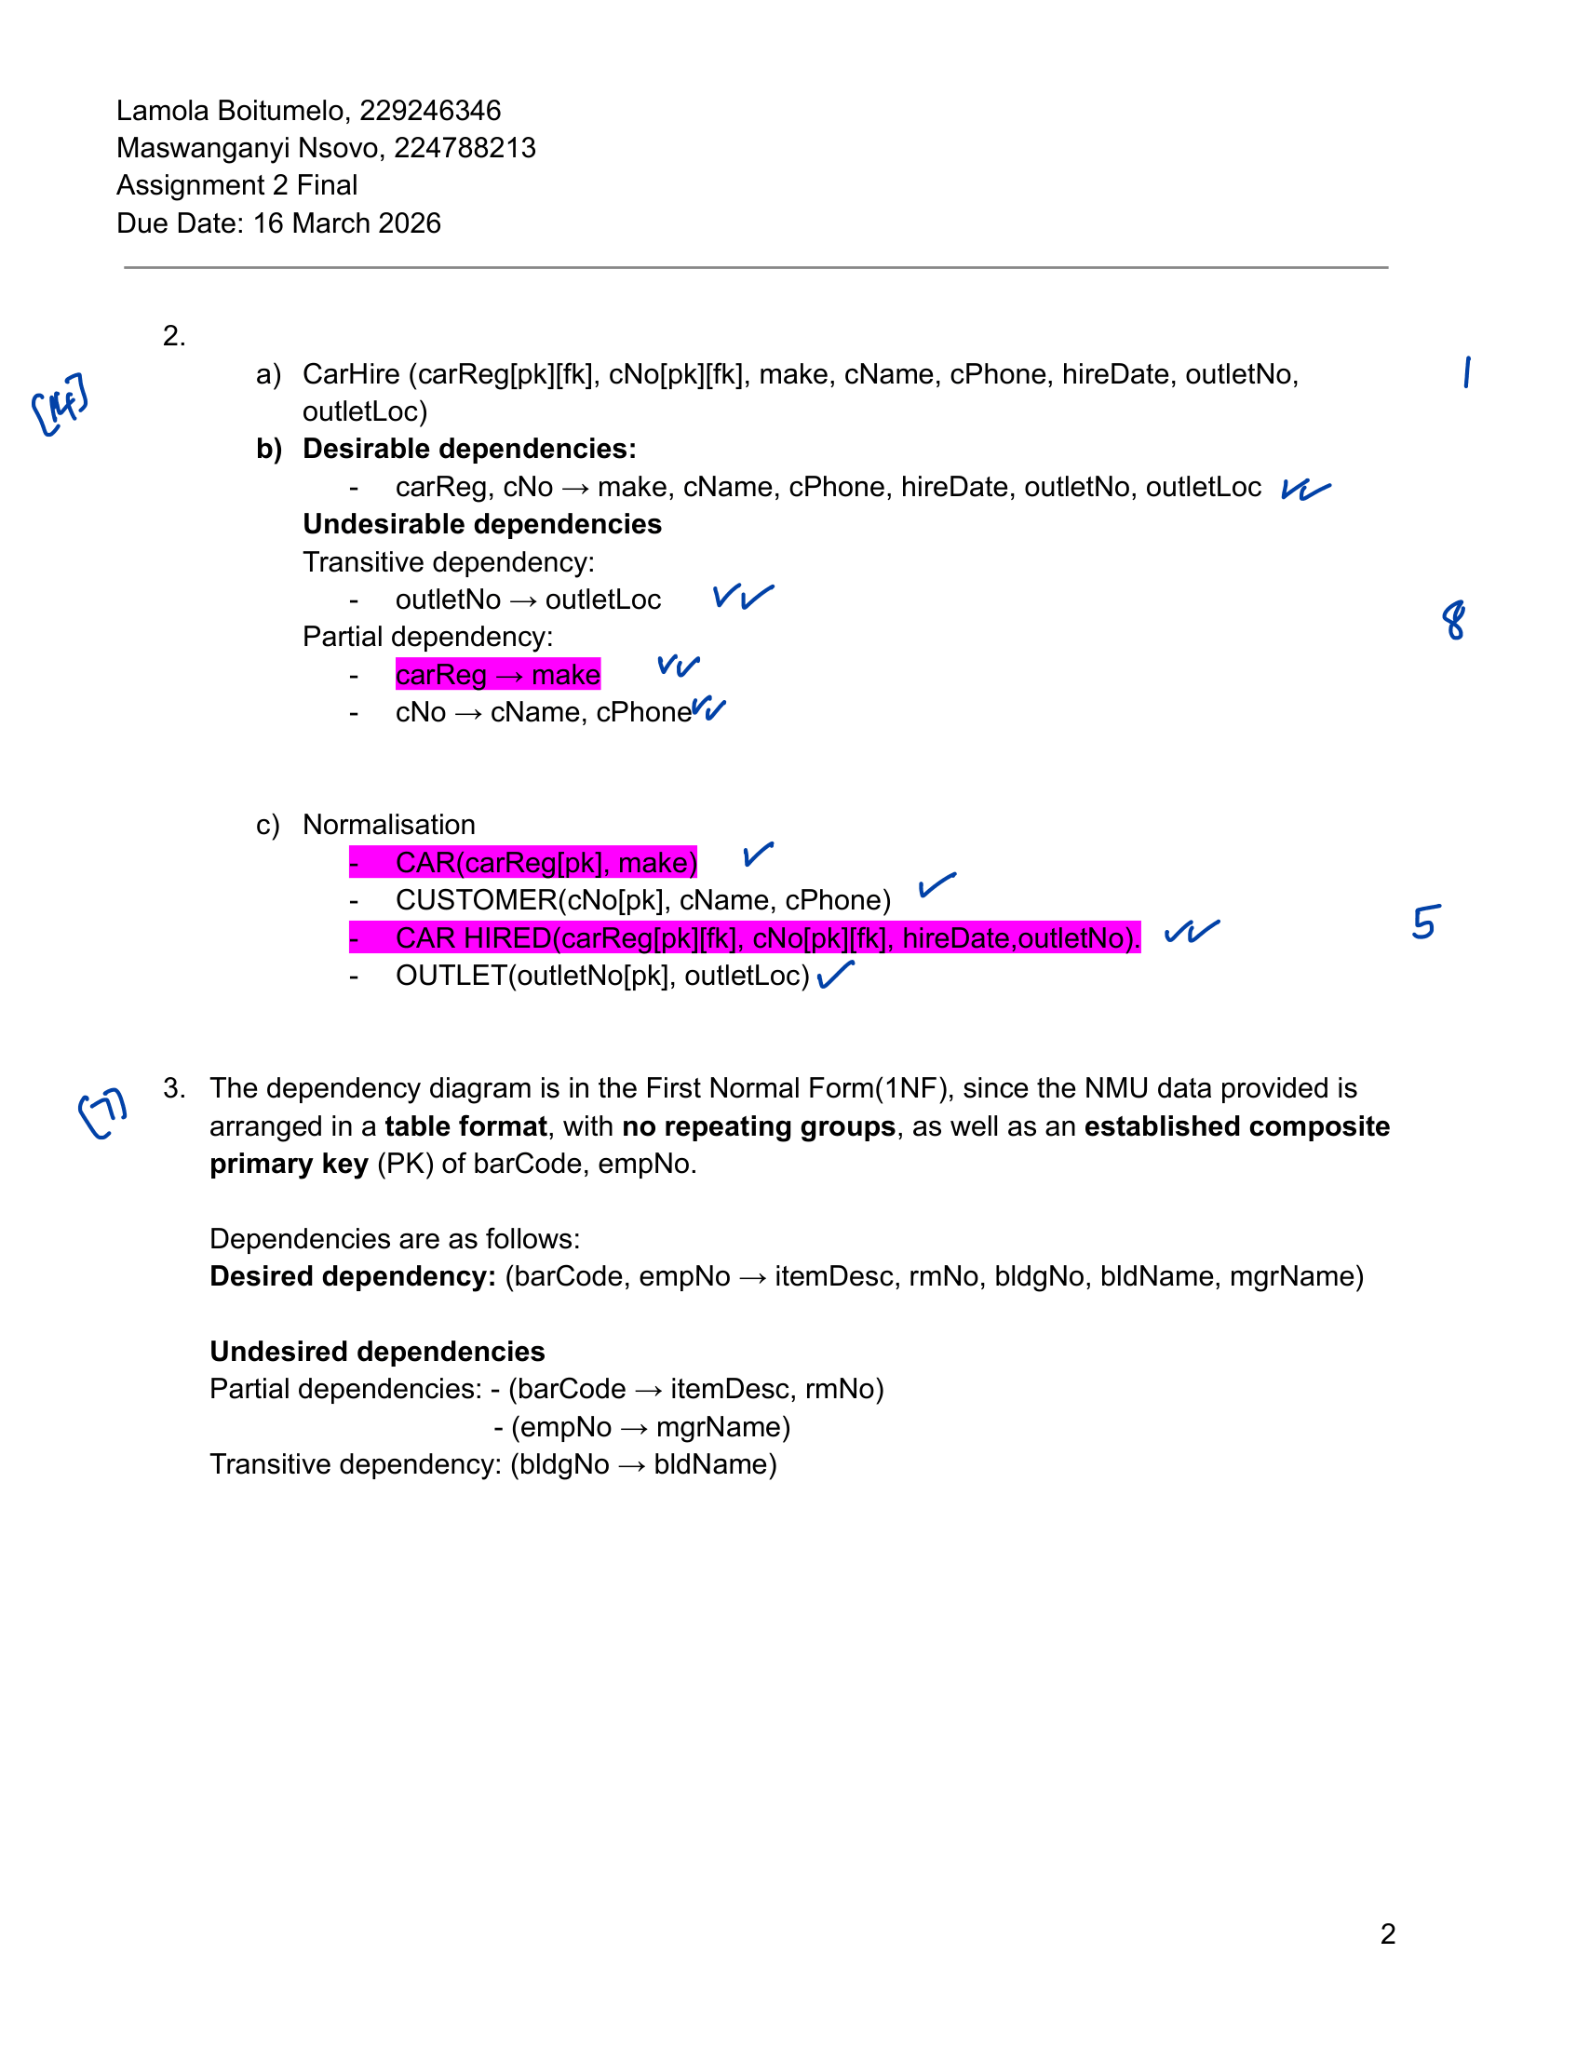 Lamola Boitumelo, 229246346
Maswanganyi Nsovo, 224788213
Assignment 2 Final
Due Date: 16 March 2026
2.
a) CarHire (carReg[pk][fk], cNo[pk][fk], make, cName, cPhone, hireDate, outletNo, 1
[14]
outletLoc)
b) Desirable dependencies:
- carReg, cNo → make, cName, cPhone, hireDate, outletNo, outletLoc ✓✓
Undesirable dependencies
Transitive dependency:
- outletNo → outletLoc ✓✓
8
Partial dependency:
- carReg → make ✓✓
- cNo → cName, cPhone ✓✓
c) Normalisation
- CAR(carReg[pk], make) ✓
- CUSTOMER(cNo[pk], cName, cPhone) ✓
- CAR HIRED(carReg[pk][fk], cNo[pk][fk], hireDate,outletNo). ✓✓ 5
- OUTLET(outletNo[pk], outletLoc) ✓
[7] 3. The dependency diagram is in the First Normal Form(1NF), since the NMU data provided is
arranged in a table format, with no repeating groups, as well as an established composite
primary key (PK) of barCode, empNo.
Dependencies are as follows:
Desired dependency: (barCode, empNo → itemDesc, rmNo, bldgNo, bldName, mgrName)
Undesired dependencies
Partial dependencies: - (barCode → itemDesc, rmNo)
- (empNo → mgrName)
Transitive dependency: (bldgNo → bldName)
2